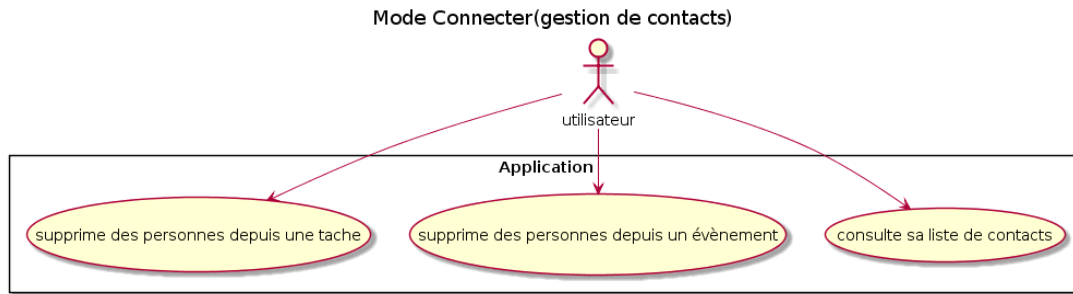 Mode Connecter(gestion de contacts)
utilisateur
Application
supprime des personnes depuis une tache
supprime des personnes depuis un évènement
consulte sa liste de contacts